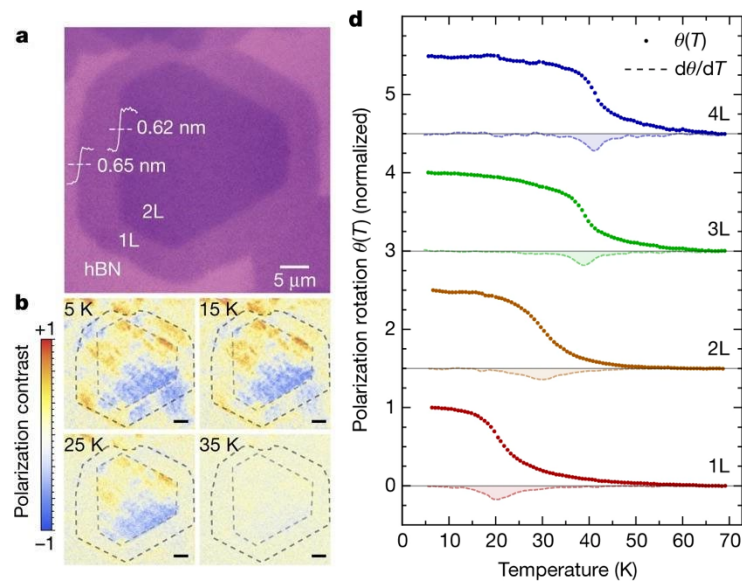 a
0.62 nm
0.65 nm
2L
1L
hBN
5 μm
b
Polarization contrast
+1
−1
5 K
15 K
25 K
35 K
d
θ(T)
dθ/dT
4L
3L
2L
1L
Polarization rotation θ(T) (normalized)
5
4
3
2
1
0
0 10 20 30 40 50 60 70
Temperature (K)